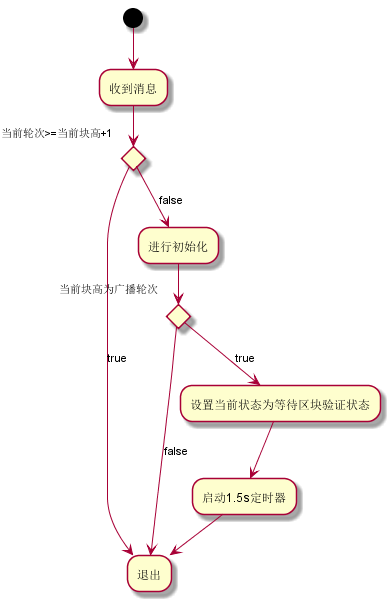 收到消息
当前轮次>=当前块高+1
false
进行初始化
当前块高为广播轮次
true
true
设置当前状态为等待区块验证状态
false
启动1.5s定时器
退出